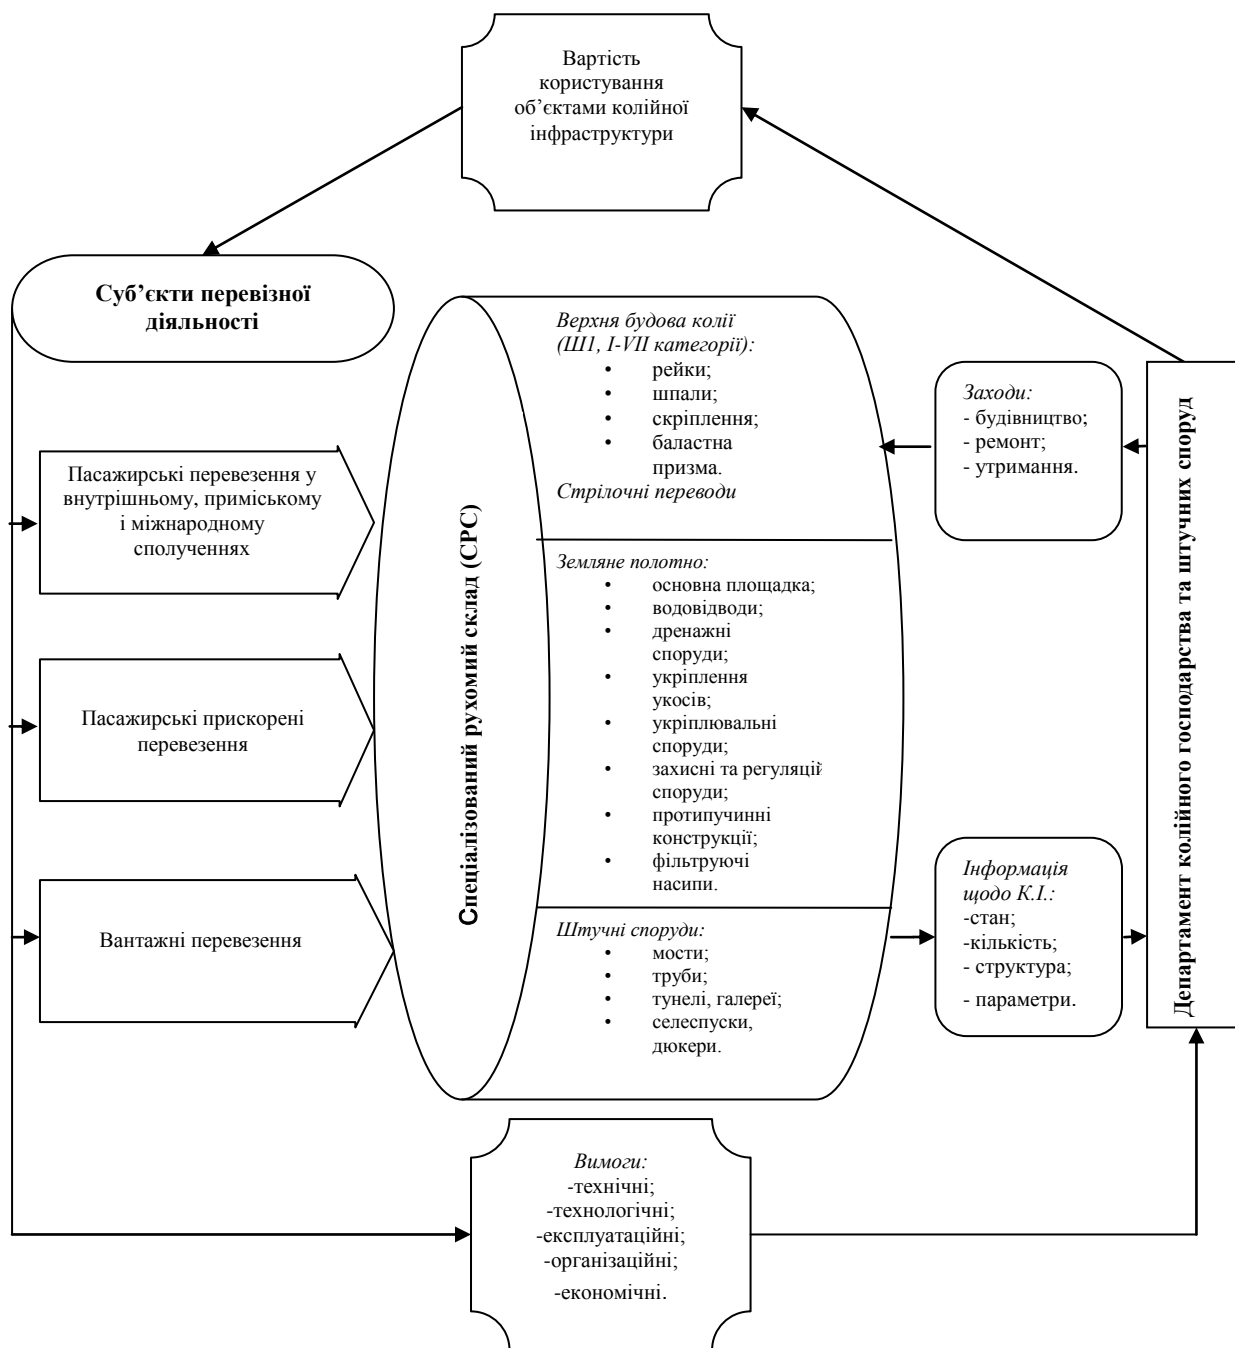 Вартість
користування
об’єктами колійної
інфраструктури
Суб’єкти перевізної
діяльності
Пасажирські перевезення у
внутрішньому, приміському
і міжнародному
сполученнях
Пасажирські прискорені
перевезення
Вантажні перевезення
Спеціалізований рухомий склад (СРС)
Верхня будова колії
(Ш1, I-VII категорії):
• рейки;
• шпали;
• скріплення;
• баластна
призма.
Стрілочні переводи
Земляне полотно:
• основна площадка;
• водовідводи;
• дренажні
споруди;
• укріплення
укосів;
• укріплювальні
споруди;
• захисні та регуляцій
споруди;
• протипучинні
конструкції;
• фільтруючі
насипи.
Штучні споруди:
• мости;
• труби;
• тунелі, галереї;
• селеспуски,
дюкери.
Заходи:
- будівництво;
- ремонт;
- утримання.
Інформація
щодо К.І.:
-стан;
-кількість;
- структура;
- параметри.
Департамент колійного господарства та штучних споруд
Вимоги:
-технічні;
-технологічні;
-експлуатаційні;
-організаційні;
-економічні.